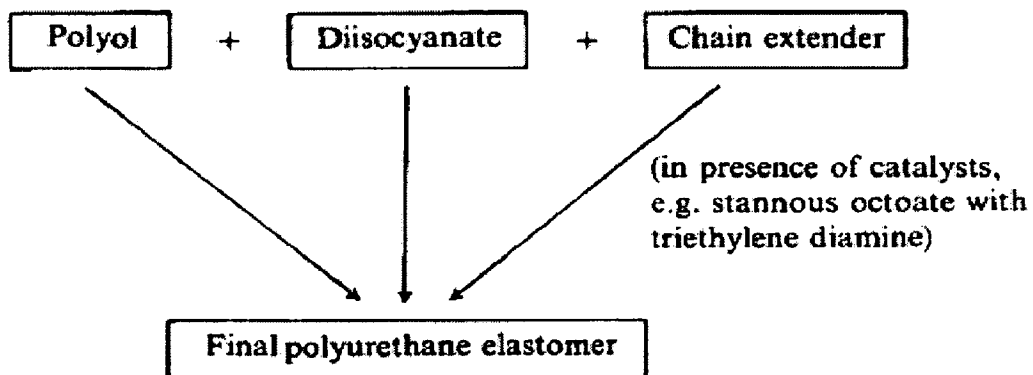 Polyol + Diisocyanate + Chain extender
(in presence of catalysts,
e.g. stannous octoate with
triethylene diamine)
Final polyurethane elastomer